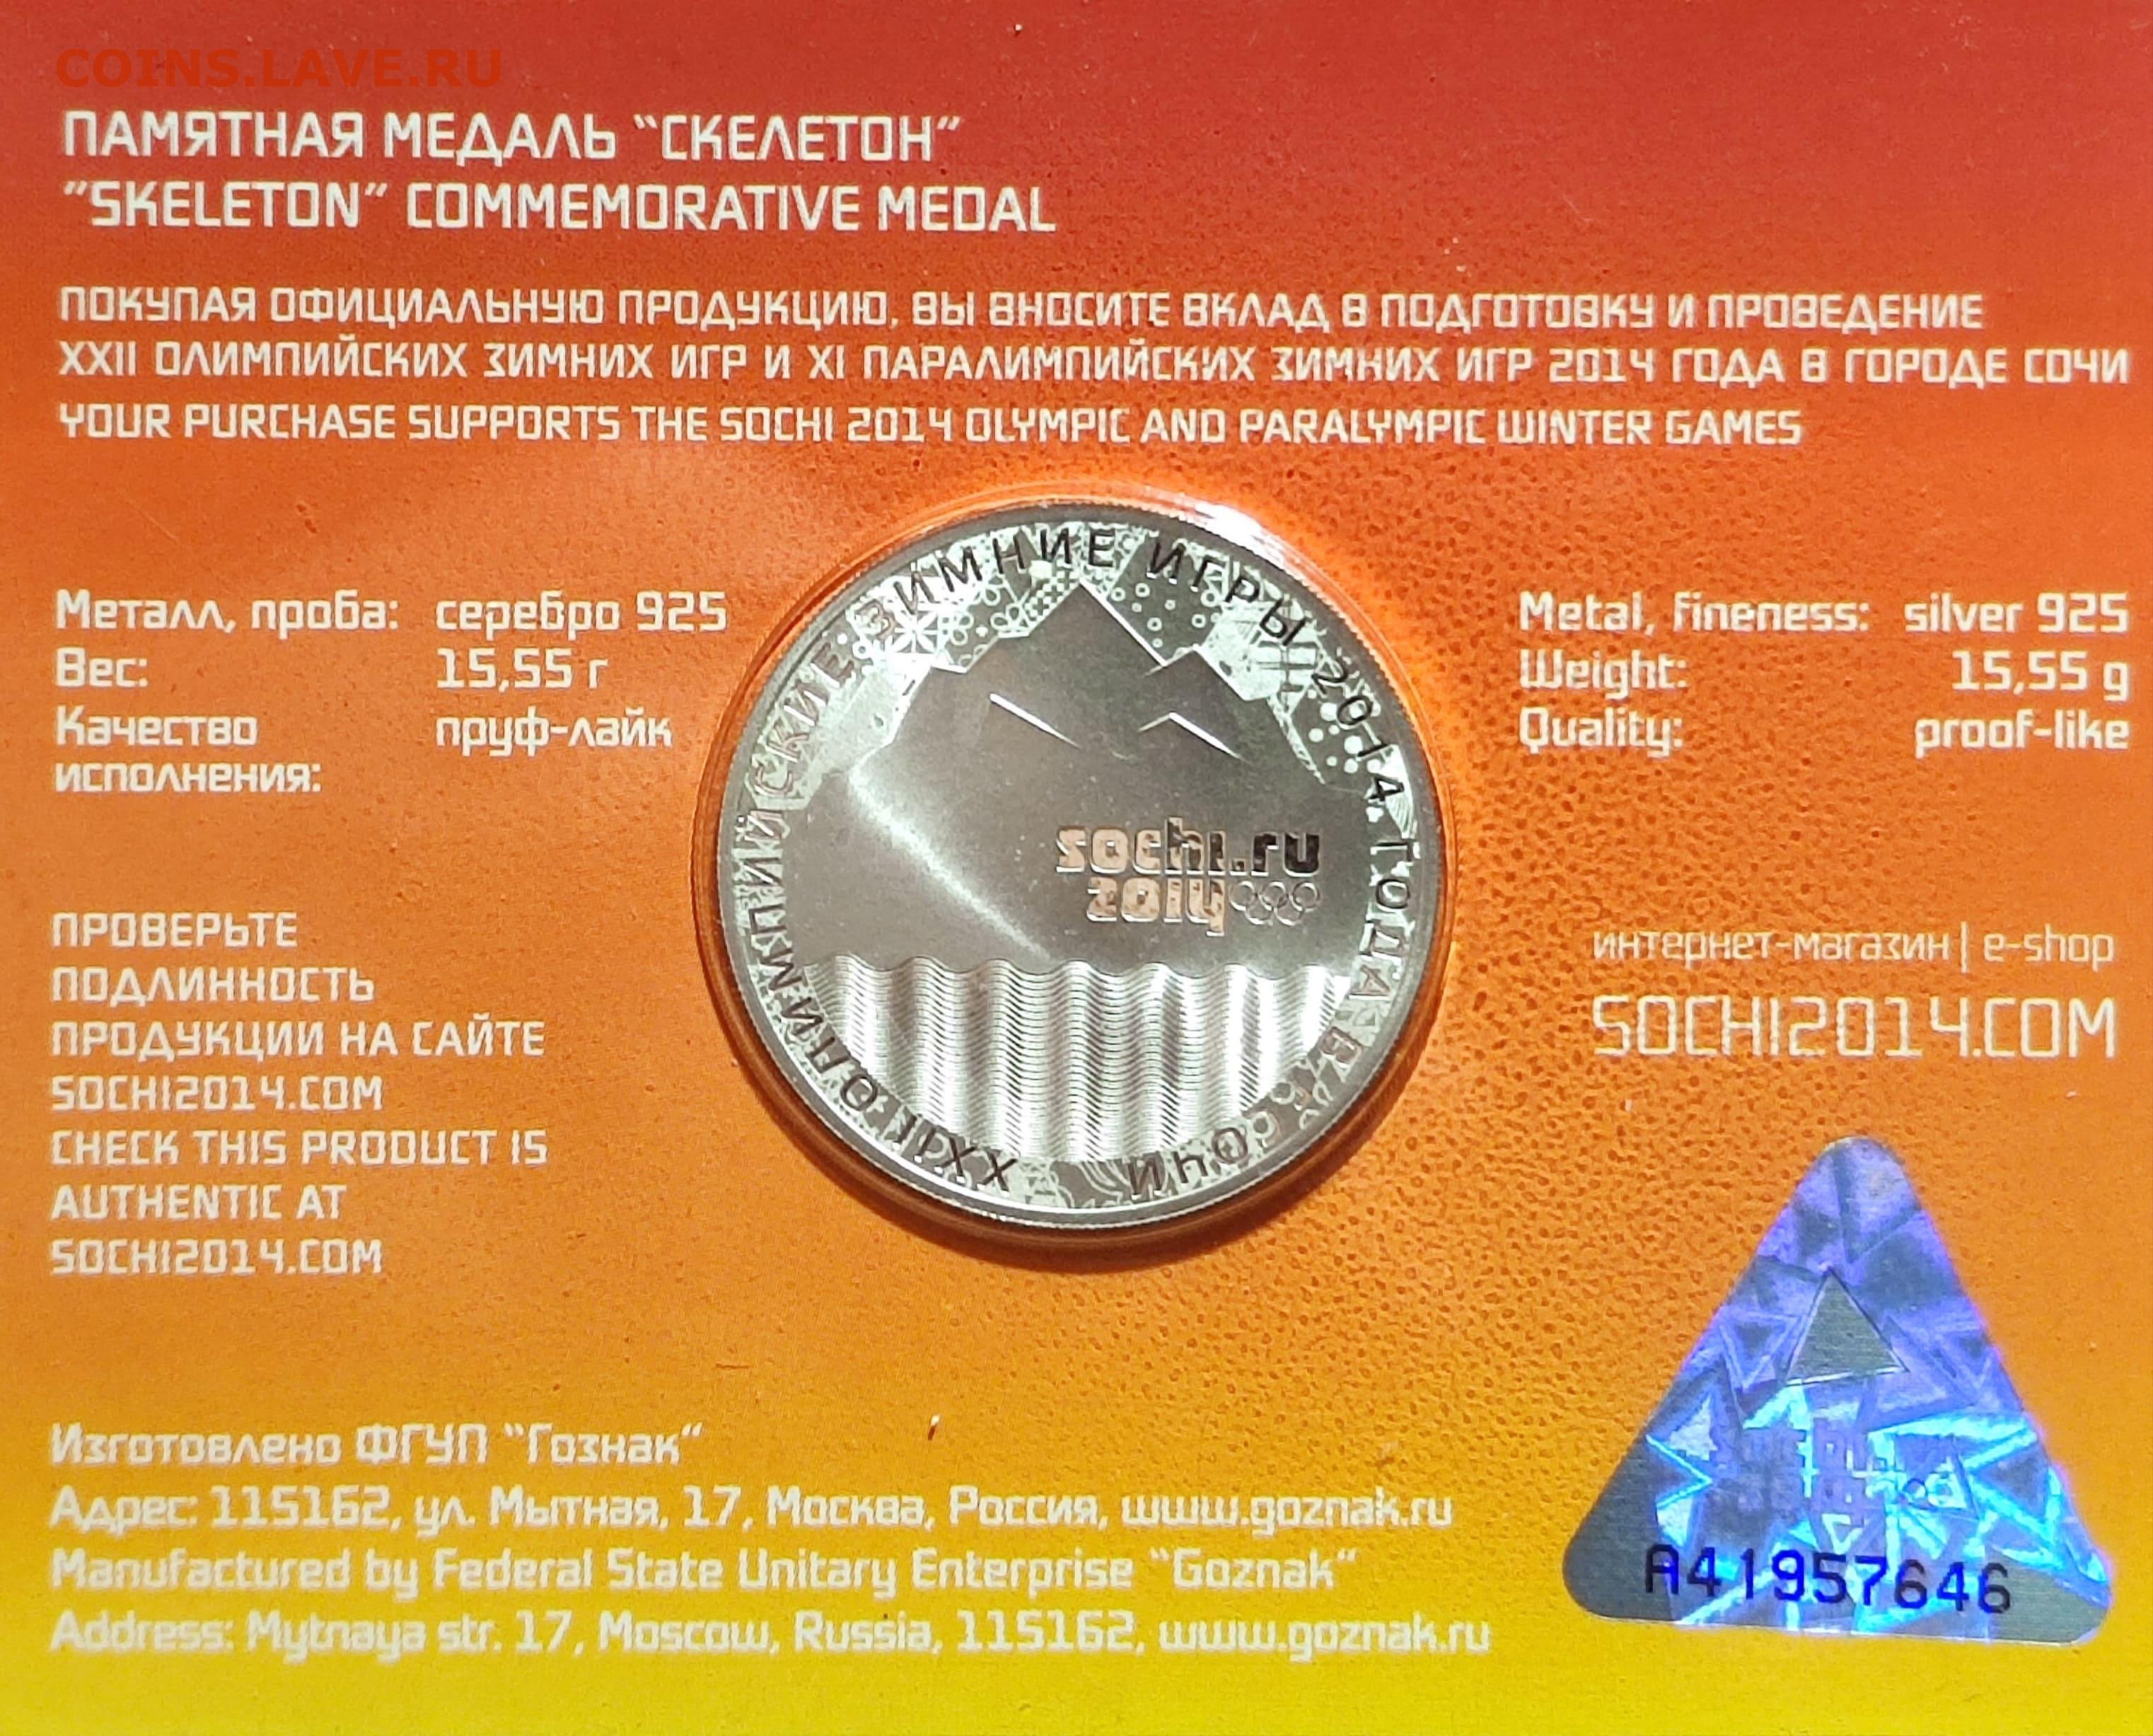 COINS.LAVE.RU
ПАМЯТНАЯ МЕДАЛЬ “СКЕЛЕТОН”
“SKELETON” COMMEMORATIVE MEDAL
ПОКУПАЯ ОФИЦИАЛЬНУЮ ПРОДУКЦИЮ, ВЫ ВНОСИТЕ ВКЛАД В ПОДГОТОВКУ И ПРОВЕДЕНИЕ
XXII ОЛИМПИЙСКИХ ЗИМНИХ ИГР И XI ПАРАЛИМПИЙСКИХ ЗИМНИХ ИГР 2014 ГОДА В ГОРОДЕ СОЧИ
YOUR PURCHASE SUPPORTS THE SOCHI 2014 OLYMPIC AND PARALYMPIC WINTER GAMES
Металл, проба: серебро 925
Вес: 15,55 г
Качество пруф-лайк
исполнения:
XXII ОЛИМПИЙСКИЕ ЗИМНИЕ ИГРЫ 2014 ГОДА В Г. СОЧИ
sochi.ru
2014
Metal, fineness: silver 925
Weight: 15,55 g
Quality: proof-like
ПРОВЕРЬТЕ
ПОДЛИННОСТЬ
ПРОДУКЦИИ НА САЙТЕ
SOCHI2014.COM
CHECK THIS PRODUCT IS
AUTHENTIC AT
SOCHI2014.COM
интернет-магазин | e-shop
SOCHI2014.COM
A41957646
Изготовлено ФГУП “Гознак“
Адрес: 115162, ул. Мытная, 17, Москва, Россия, www.goznak.ru
Manufactured by Federal State Unitary Enterprise “Goznak“
Address: Mytnaya str. 17, Moscow, Russia, 115162, www.goznak.ru